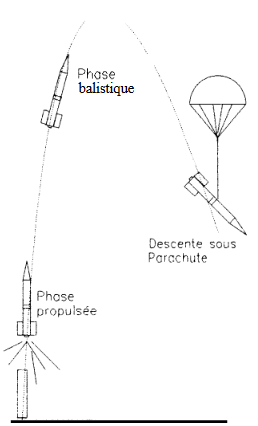 Phase
balistique
Descente sous
Parachute
Phase
propulsée